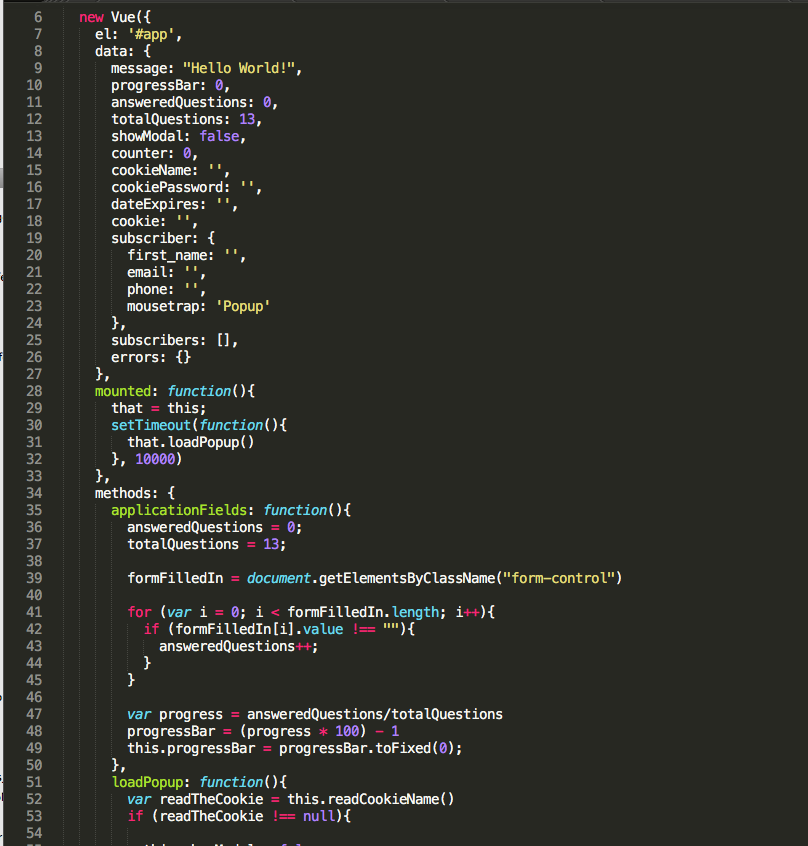 6 new Vue({
7 el: '#app',
8 data: {
9 message: "Hello World!",
10 progressBar: 0,
11 answeredQuestions: 0,
12 totalQuestions: 13,
13 showModal: false,
14 counter: 0,
15 cookieName: '',
16 cookiePassword: '',
17 dateExpires: '',
18 cookie: '',
19 subscriber: {
20 first_name: '',
21 email: '',
22 phone: '',
23 mousetrap: 'Popup'
24 },
25 subscribers: [],
26 errors: {}
27 },
28 mounted: function(){
29 that = this;
30 setTimeout(function(){
31 that.loadPopup()
32 }, 10000)
33 },
34 methods: {
35 applicationFields: function(){
36 answeredQuestions = 0;
37 totalQuestions = 13;
38
39 formFilledIn = document.getElementsByClassName("form-control")
40
41 for (var i = 0; i < formFilledIn.length; i++){
42 if (formFilledIn[i].value !== ""){
43 answeredQuestions++;
44 }
45 }
46
47 var progress = answeredQuestions/totalQuestions
48 progressBar = (progress * 100) - 1
49 this.progressBar = progressBar.toFixed(0);
50 },
51 loadPopup: function(){
52 var readTheCookie = this.readCookieName()
53 if (readTheCookie !== null){
54